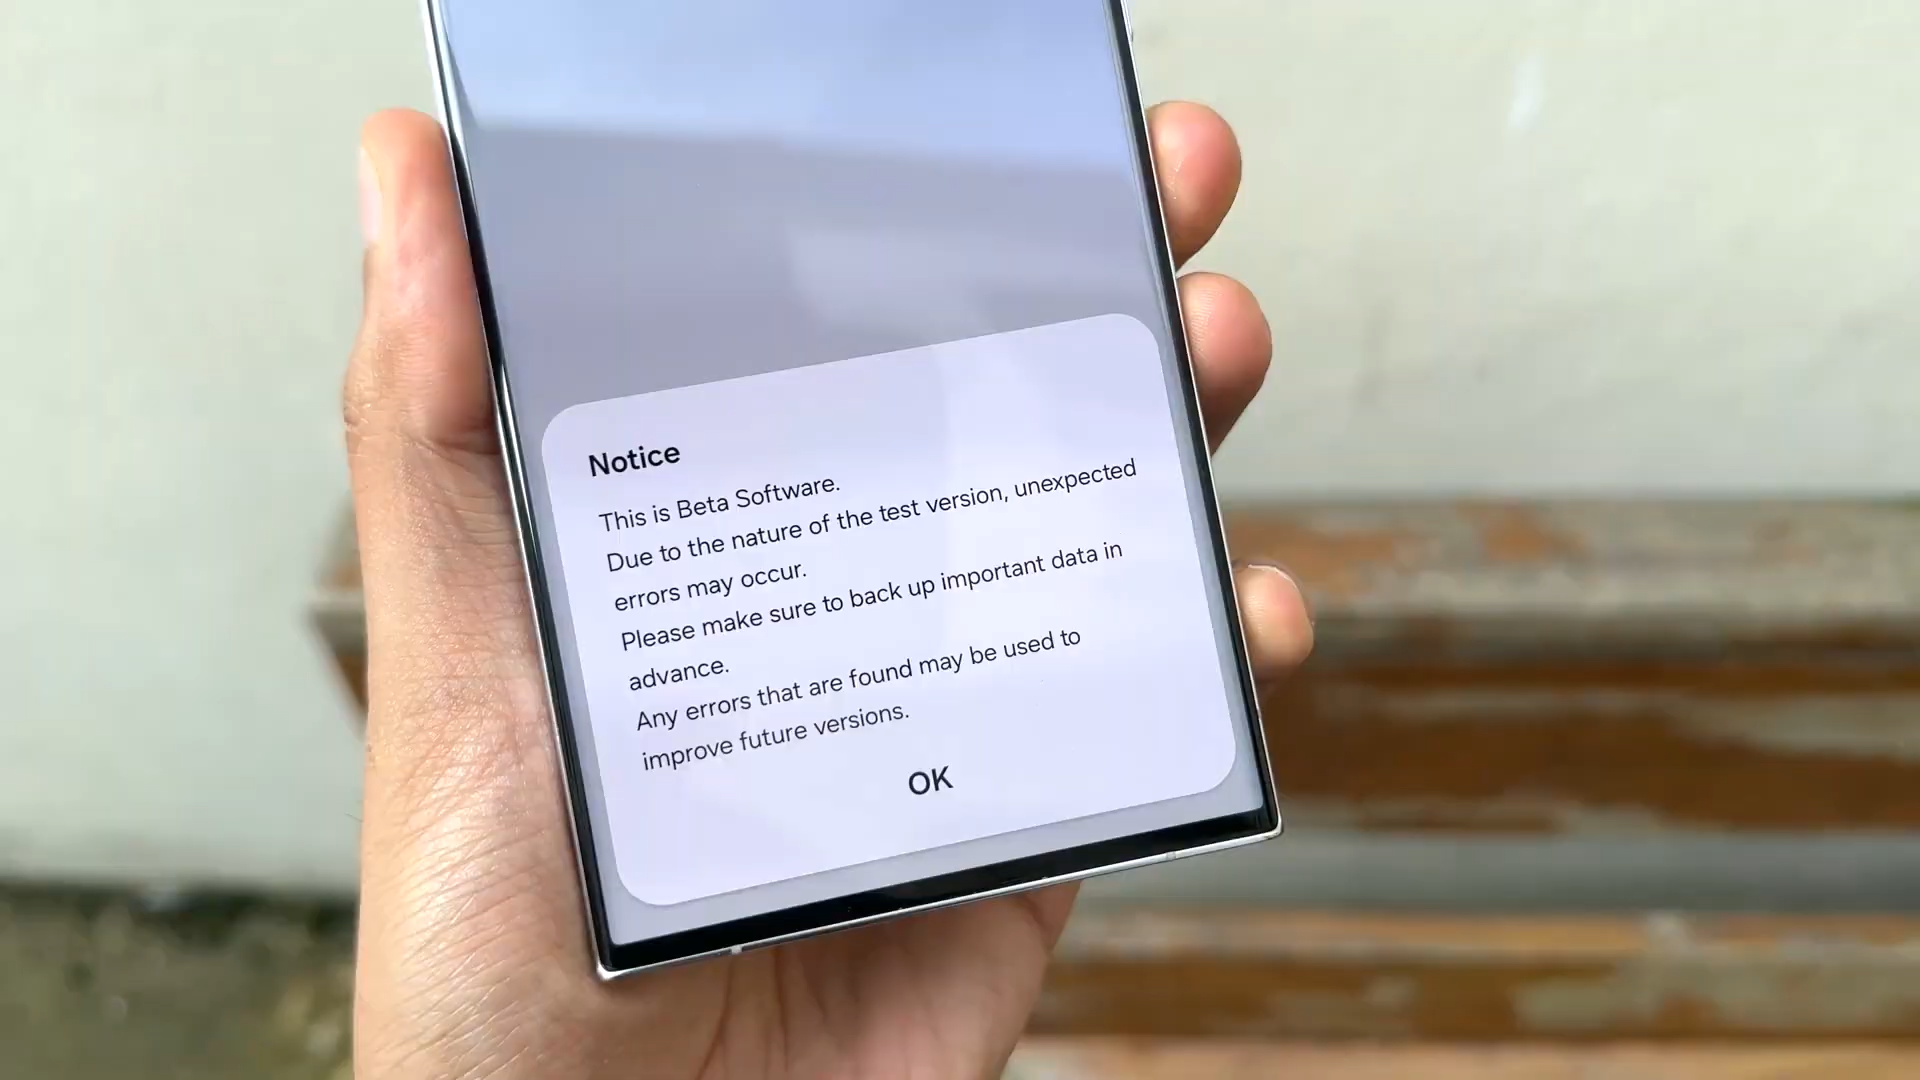 Notice
This is Beta Software.
Due to the nature of the test version, unexpected
errors may occur.
Please make sure to back up important data in
advance.
Any errors that are found may be used to
improve future versions.
OK